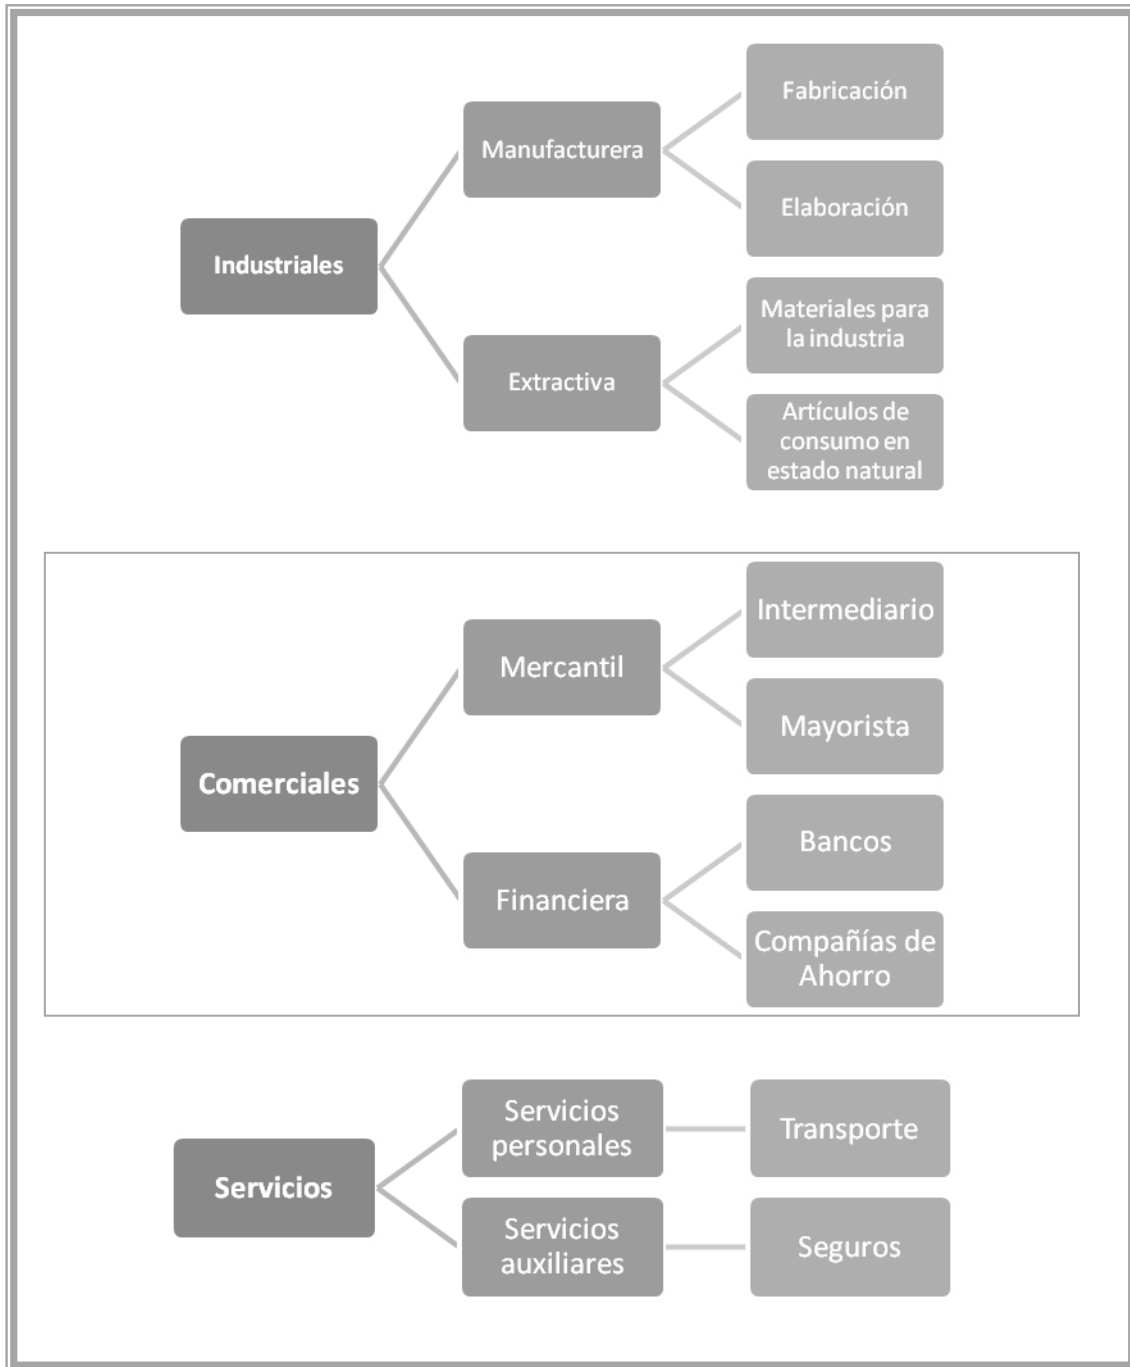 Industriales
Manufacturera
Fabricación
Elaboración
Extractiva
Materiales para
la industria
Artículos de
consumo en
estado natural
Comerciales
Mercantil
Intermediario
Mayorista
Financiera
Bancos
Compañías de
Ahorro
Servicios
Servicios
personales
Transporte
Servicios
auxiliares
Seguros